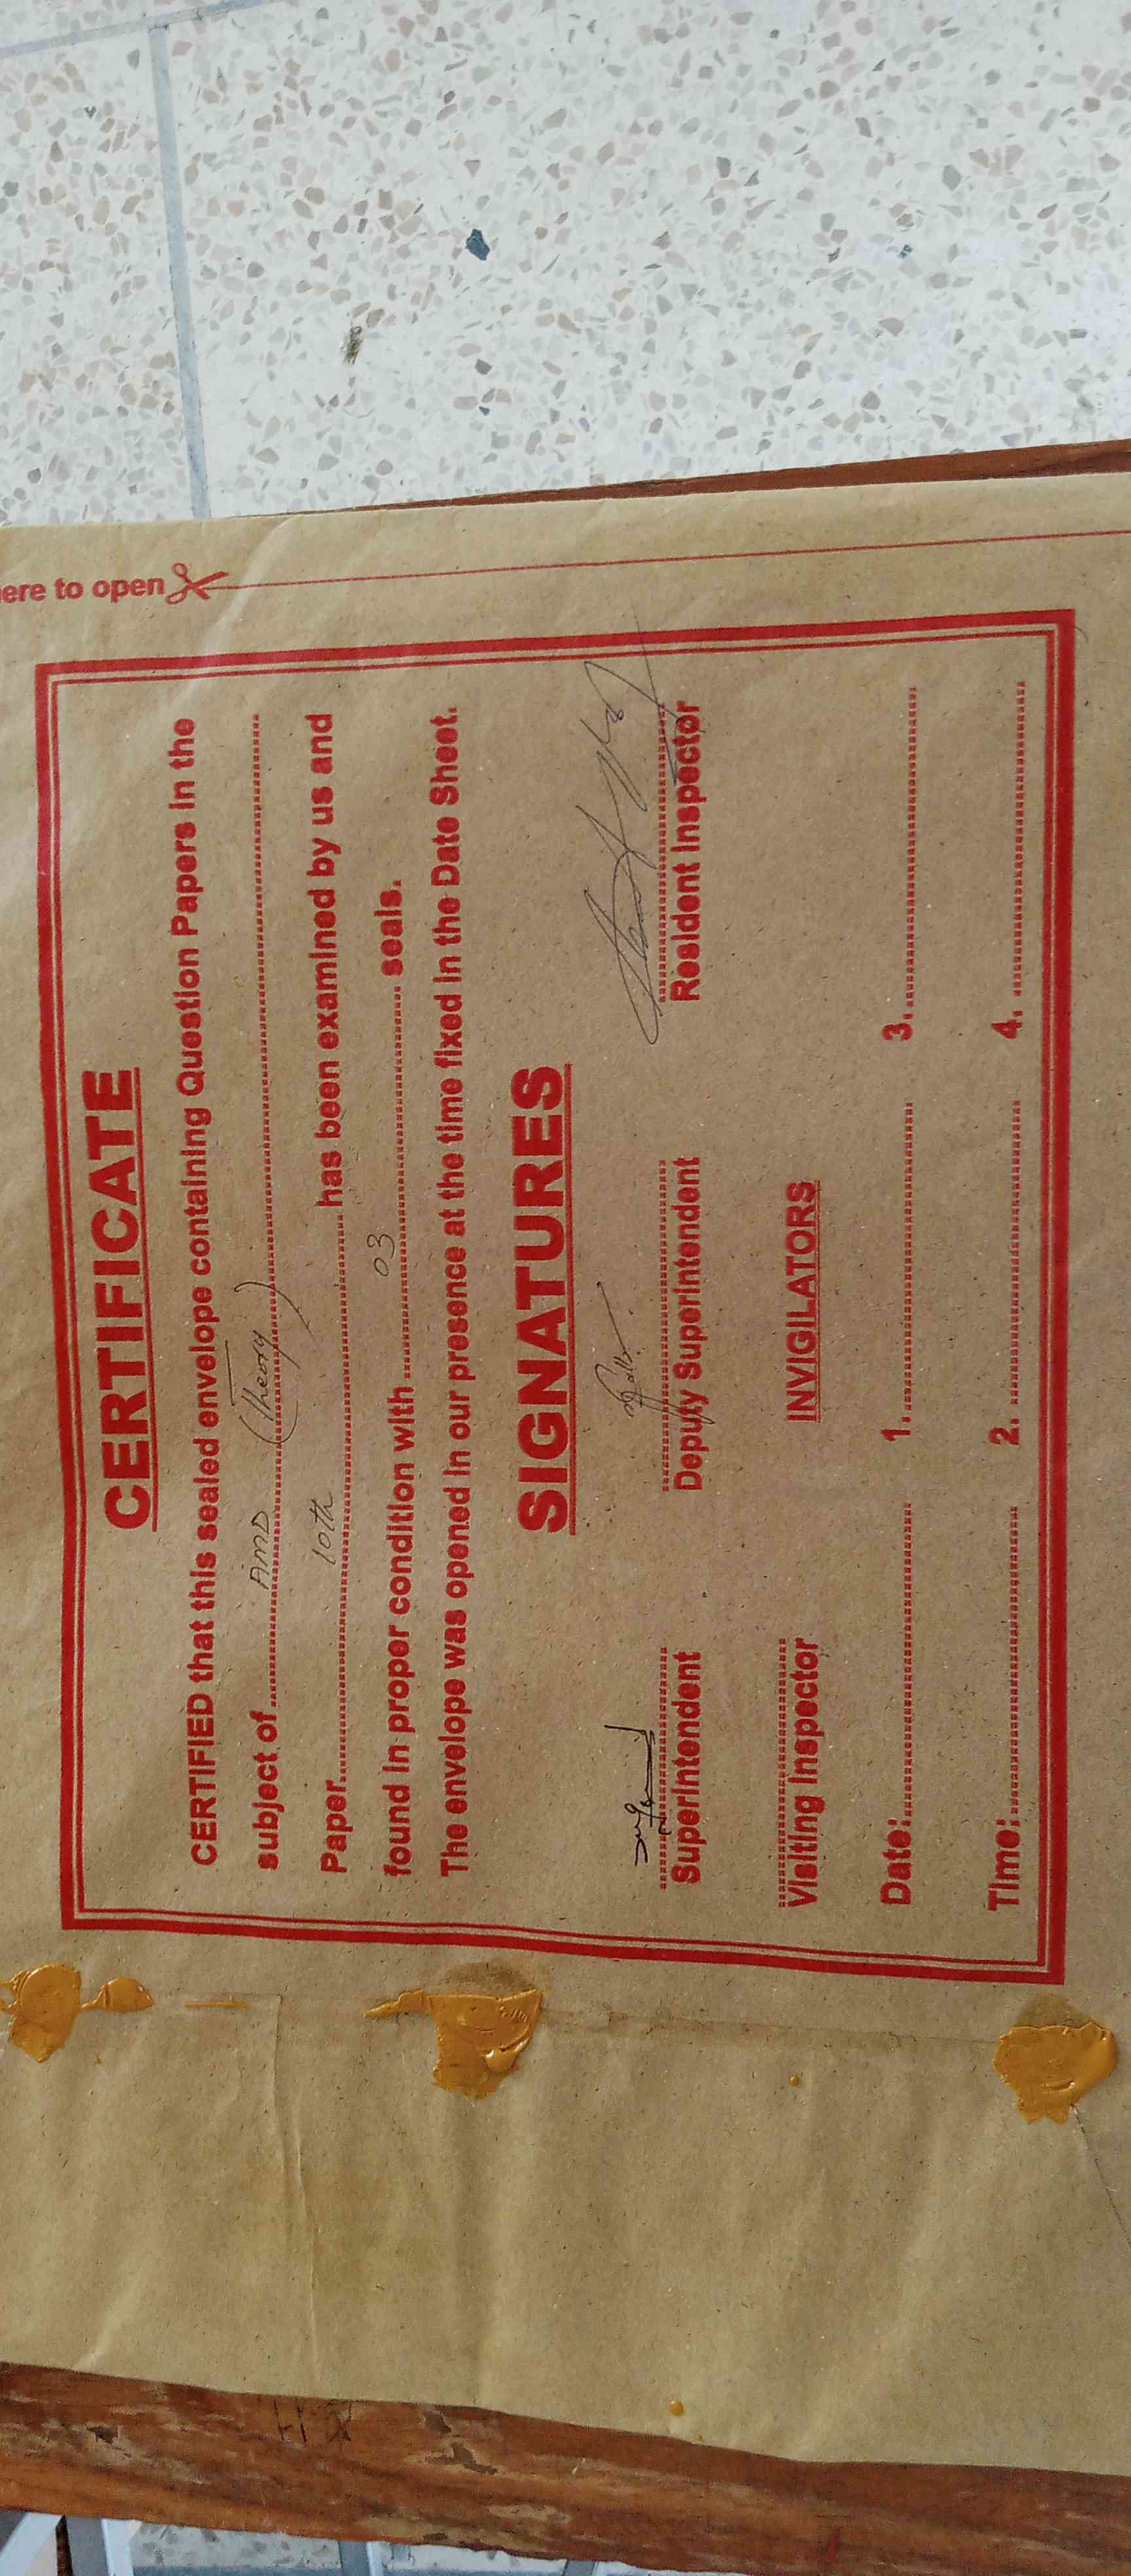 ere to open
CERTIFICATE
CERTIFIED that this sealed envelope containing Question Papers in the
subject of AMD (Theory)
Paper 10th has been examined by us and
found in proper condition with 03 seals.
The envelope was opened in our presence at the time fixed in the Date Sheet.
SIGNATURES
Superintendent Deputy Superintendent Resident Inspector
Visiting Inspector INVIGILATORS
Date: 1. 3.
Time: 2. 4.